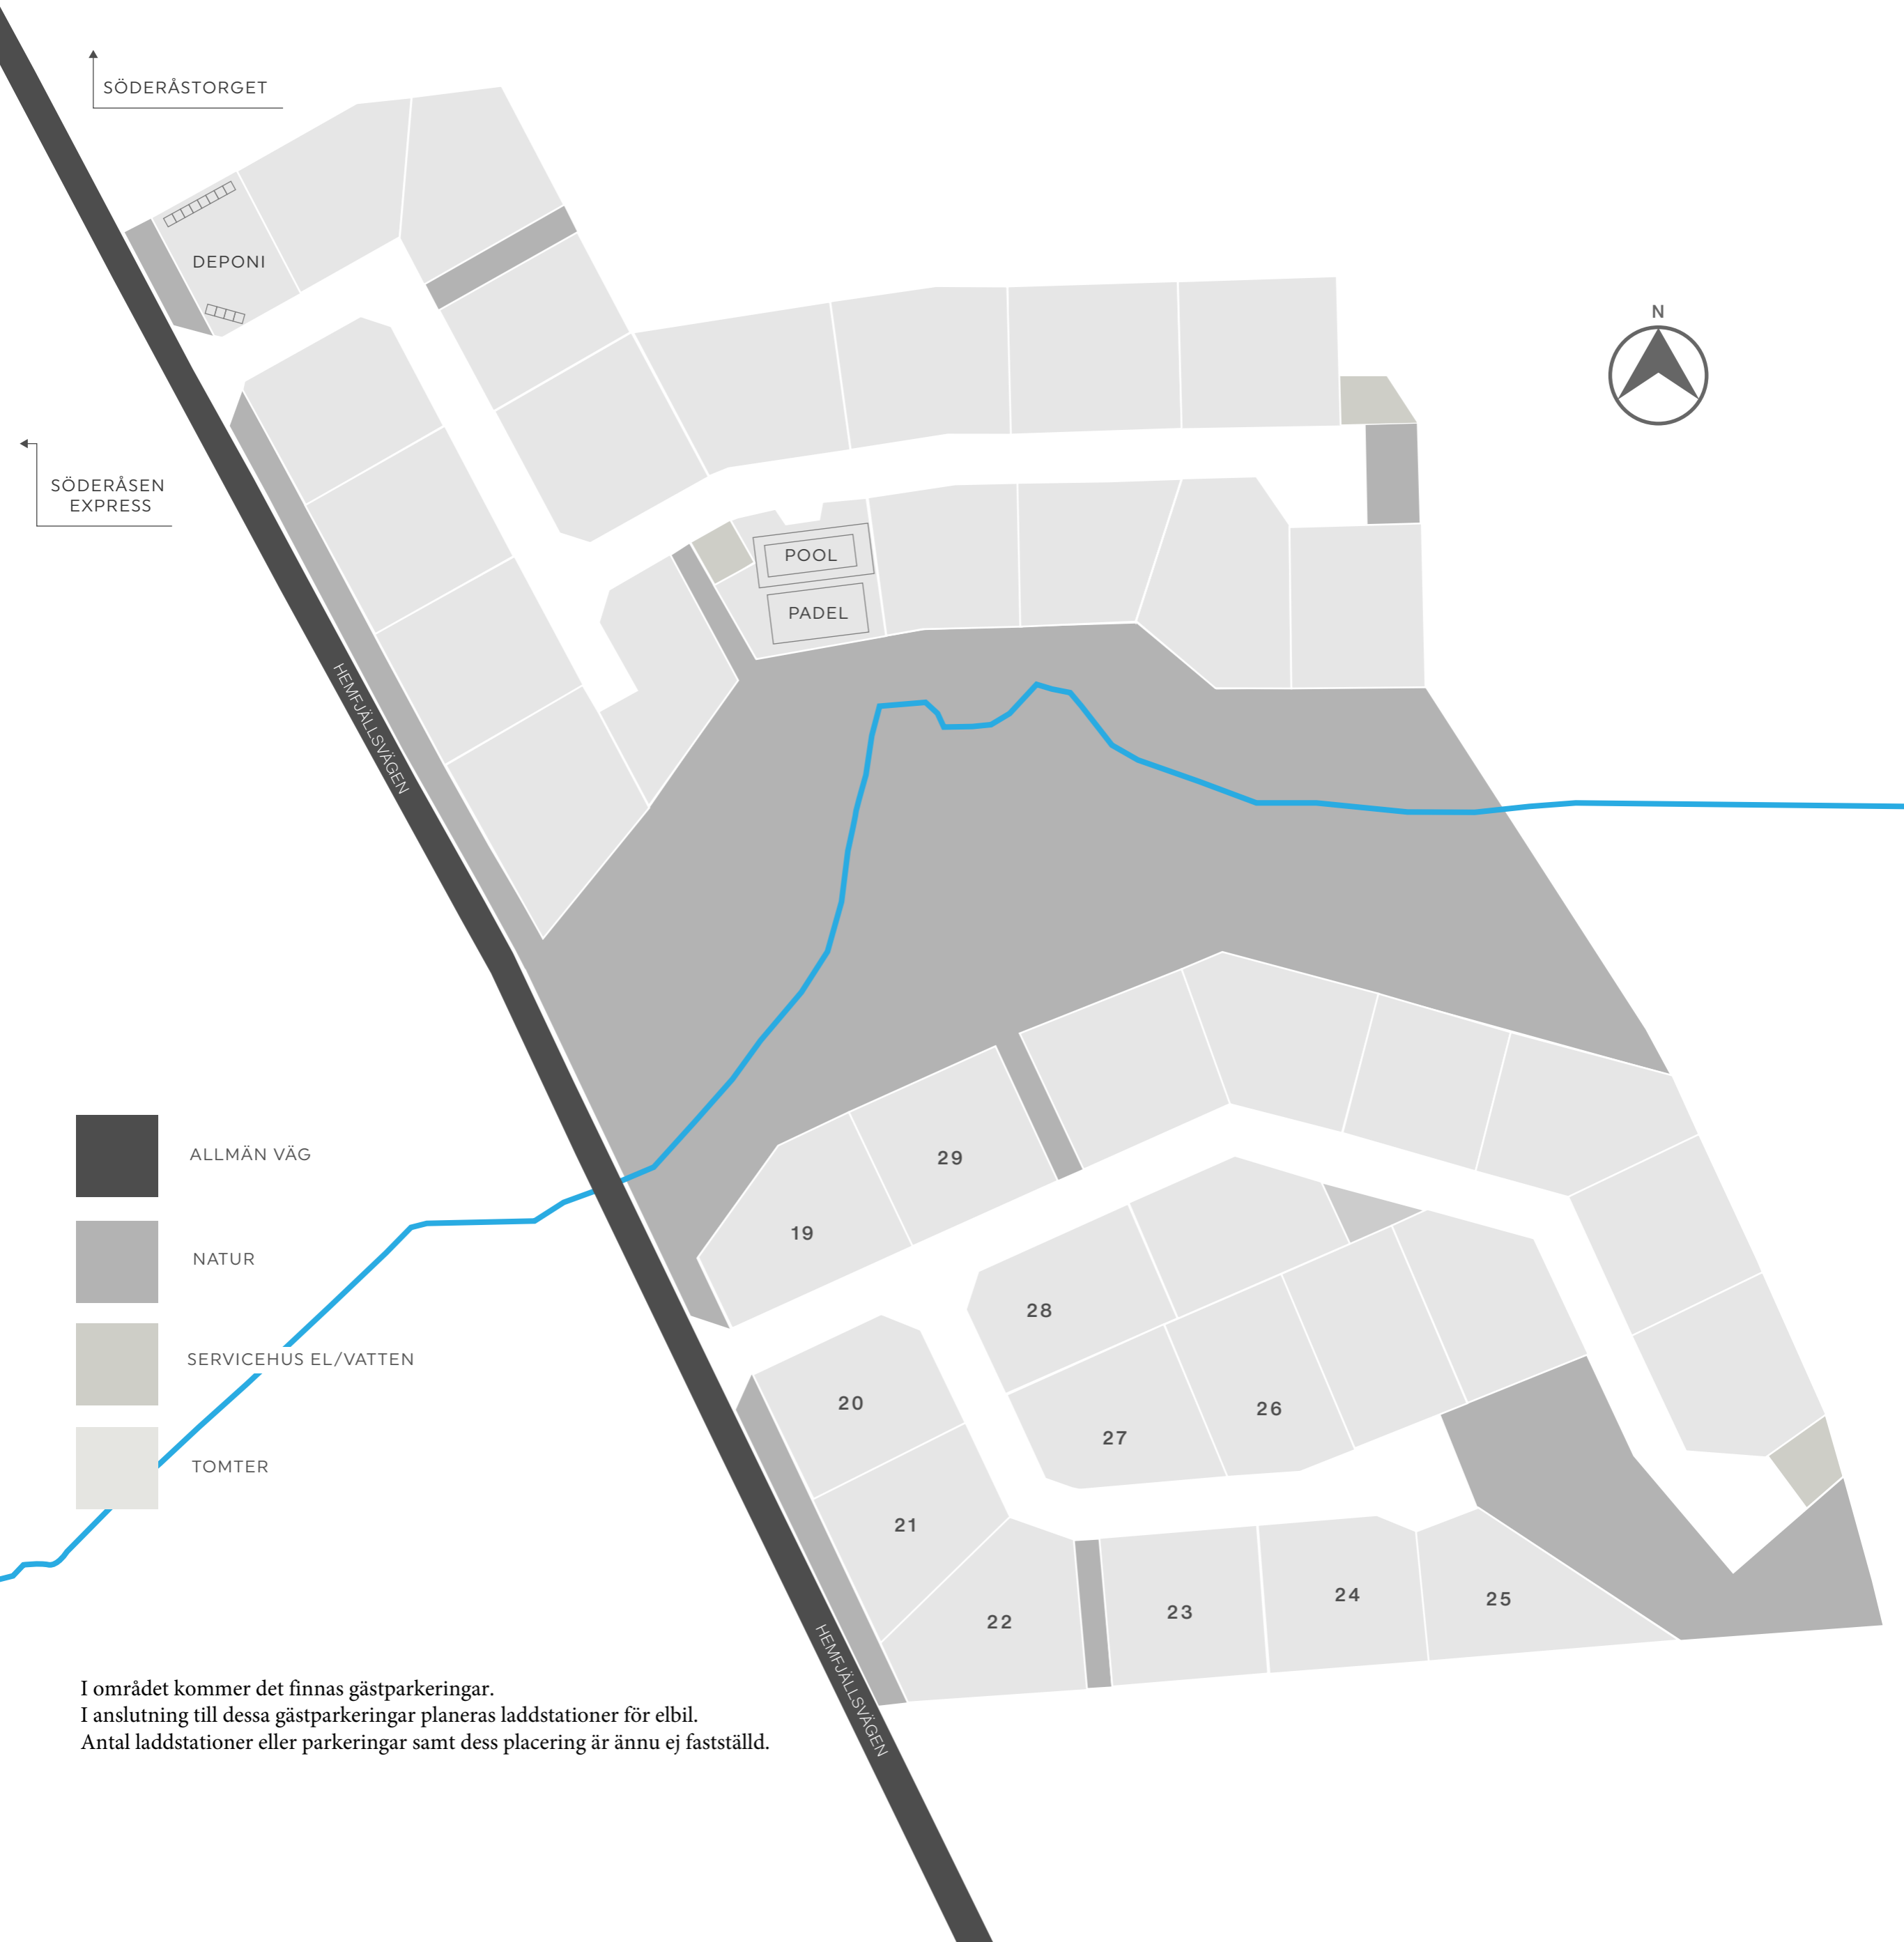 SÖDERÅSTORGET
DEPONI
N
SÖDERÅSEN
EXPRESS
POOL
PADEL
HEMFJÄLLSVÄGEN
ALLMÄN VÄG
29
19
NATUR
28
SERVICEHUS EL/VATTEN
20
26
27
TOMTER
21
25
24
23
22
HEMFJÄLLSVÄGEN
I området kommer det finnas gästparkeringar.
I anslutning till dessa gästparkeringar planeras laddstationer för elbil.
Antal laddstationer eller parkeringar samt dess placering är ännu ej fastställd.